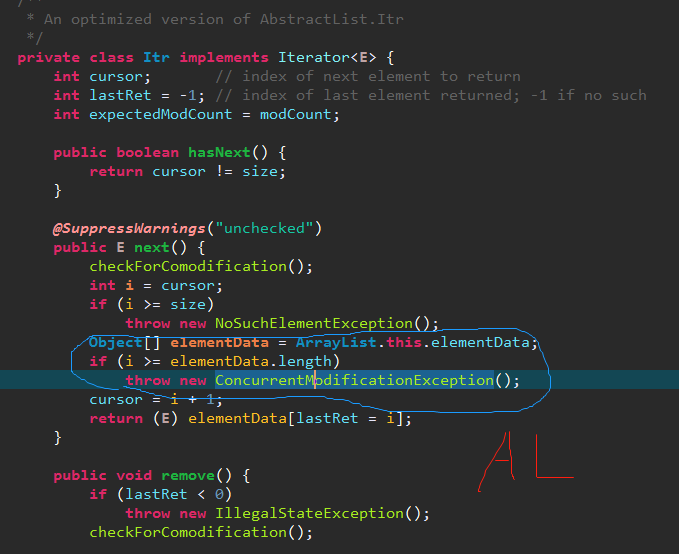 /**
 * An optimized version of AbstractList.Itr
 */
private class Itr implements Iterator<E> {
    int cursor;       // index of next element to return
    int lastRet = -1; // index of last element returned; -1 if no such
    int expectedModCount = modCount;
    public boolean hasNext() {
        return cursor != size;
    }
    @SuppressWarnings("unchecked")
    public E next() {
        checkForComodification();
        int i = cursor;
        if (i >= size)
            throw new NoSuchElementException();
        Object[] elementData = ArrayList.this.elementData;
        if (i >= elementData.length)
            throw new ConcurrentModificationException();
        cursor = i + 1;
        return (E) elementData[lastRet = i];
    }
AL
    public void remove() {
        if (lastRet < 0)
            throw new IllegalStateException();
        checkForComodification();